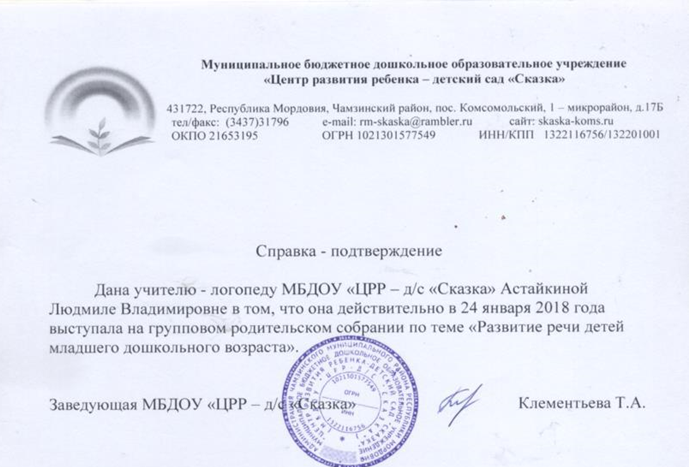 Муниципальное бюджетное дошкольное образовательное учреждение
«Центр развития ребенка – детский сад «Сказка»
431722, Республика Мордовия, Чамзинский район, пос. Комсомольский, 1 – микрорайон, д.17Б
тел/факс: (3437)31796 e-mail: rm-skaska@rambler.ru сайт: skaska-koms.ru
ОКПО 21653195 ОГРН 1021301577549 ИНН/КПП 1322116756/132201001
Справка - подтверждение
Дана учителю - логопеду МБДОУ «ЦРР – д/с «Сказка» Астайкиной
Людмиле Владимировне в том, что она действительно в 24 января 2018 года
выступала на групповом родительском собрании по теме «Развитие речи детей
младшего дошкольного возраста».
Заведующая МБДОУ «ЦРР – д/с «Сказка» Клементьева Т.А.
1021301577549
ОГРН
ИНН
1322116756